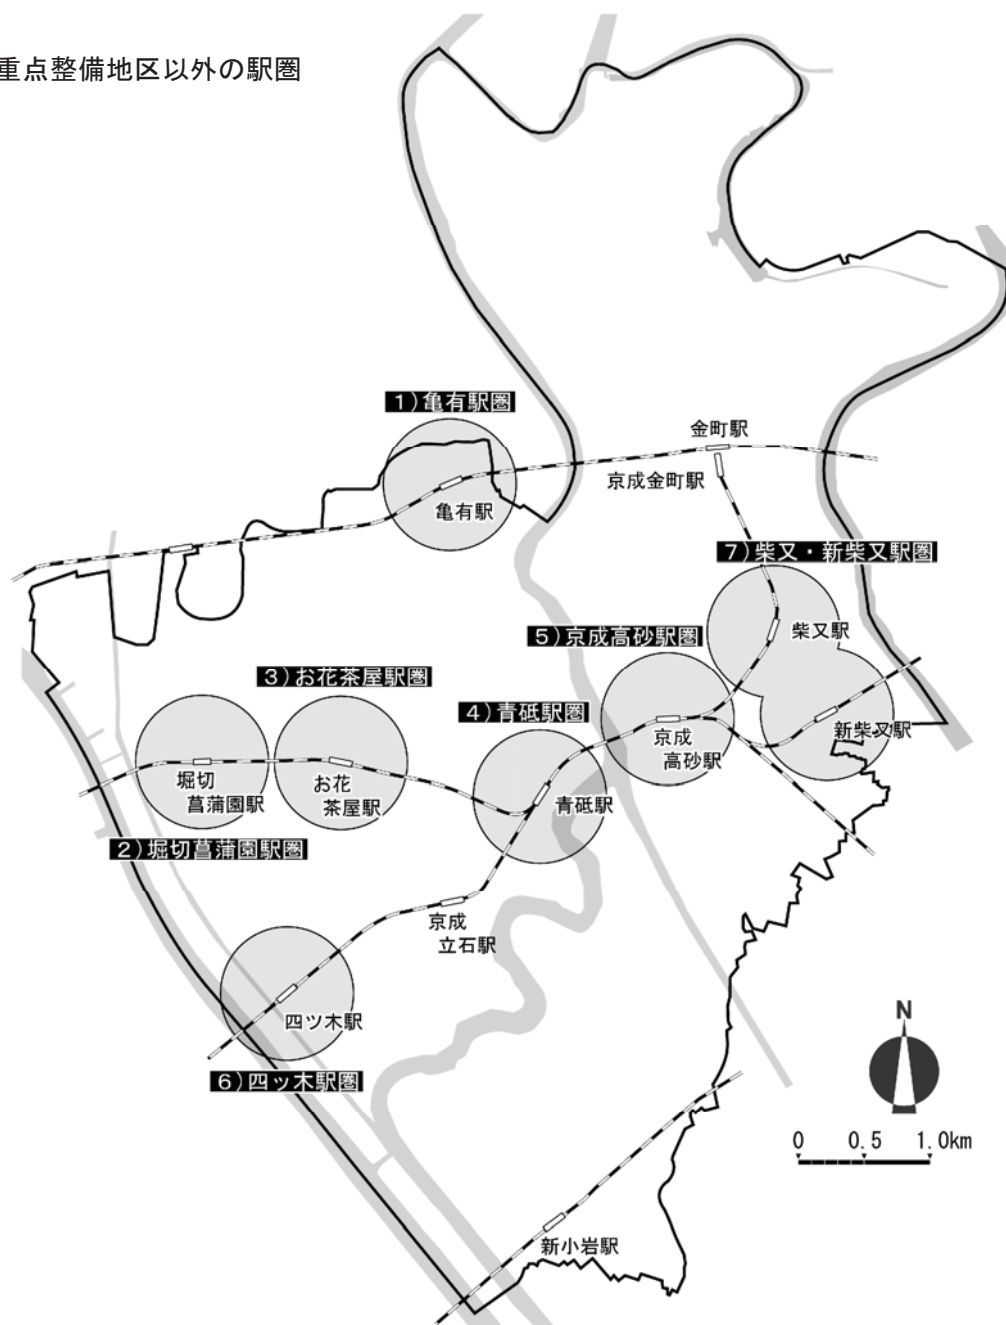 重点整備地区以外の駅圏
1)亀有駅圏
金町駅
京成金町駅
亀有駅
7)柴又・新柴又駅圏
5)京成高砂駅圏
柴又駅
3)お花茶屋駅圏
4)青砥駅圏
新柴又駅
京成
高砂駅
堀切
菖蒲園駅
お花
茶屋駅
青砥駅
2)堀切菖蒲園駅圏
京成
立石駅
四ツ木駅
6)四ッ木駅圏
N
0 0.5 1.0km
新小岩駅